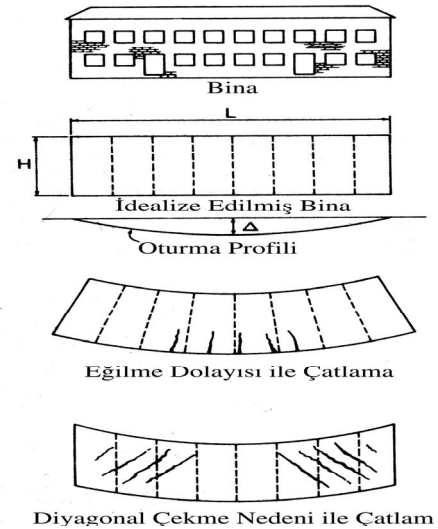 Bina
L
H
İdealize Edilmiş Bina
Δ
Oturma Profili
Eğilme Dolayısı ile Çatlama
Diyagonal Çekme Nedeni ile Çatlam